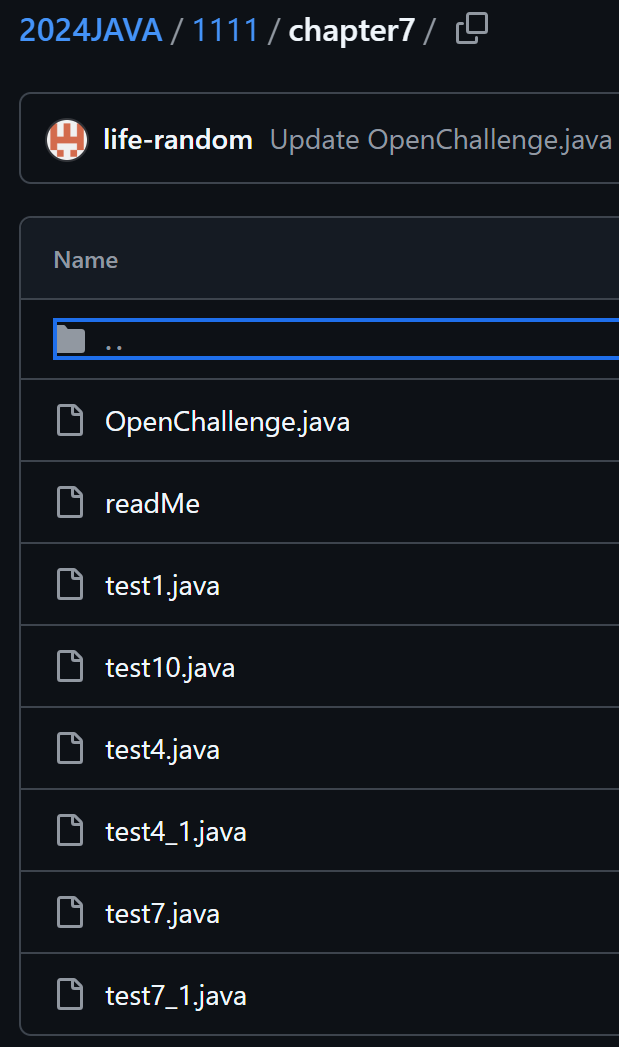 2024JAVA / 1111 / chapter7 /
life-random Update OpenChallenge.java
Name
..
OpenChallenge.java
readMe
test1.java
test10.java
test4.java
test4_1.java
test7.java
test7_1.java